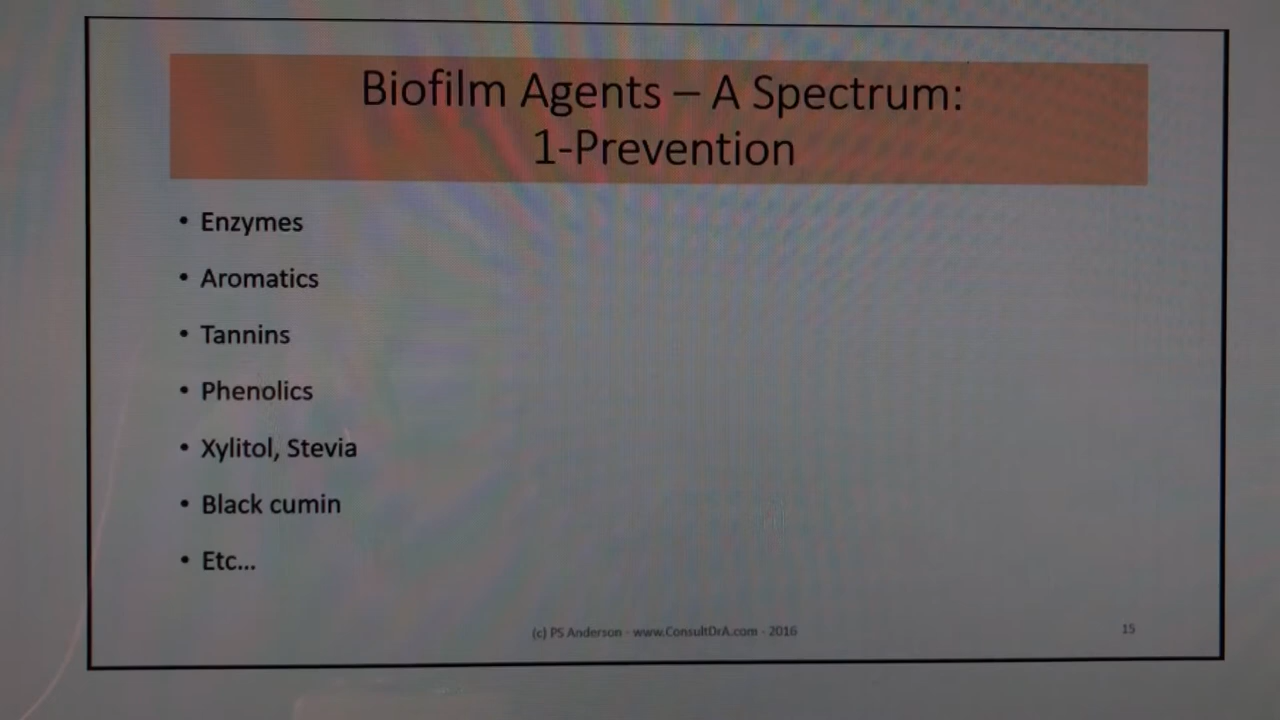 Biofilm Agents – A Spectrum:
1-Prevention
• Enzymes
• Aromatics
• Tannins
• Phenolics
• Xylitol, Stevia
• Black cumin
• Etc...
(c) PS Anderson - www.ConsultDrA.com - 2016
15